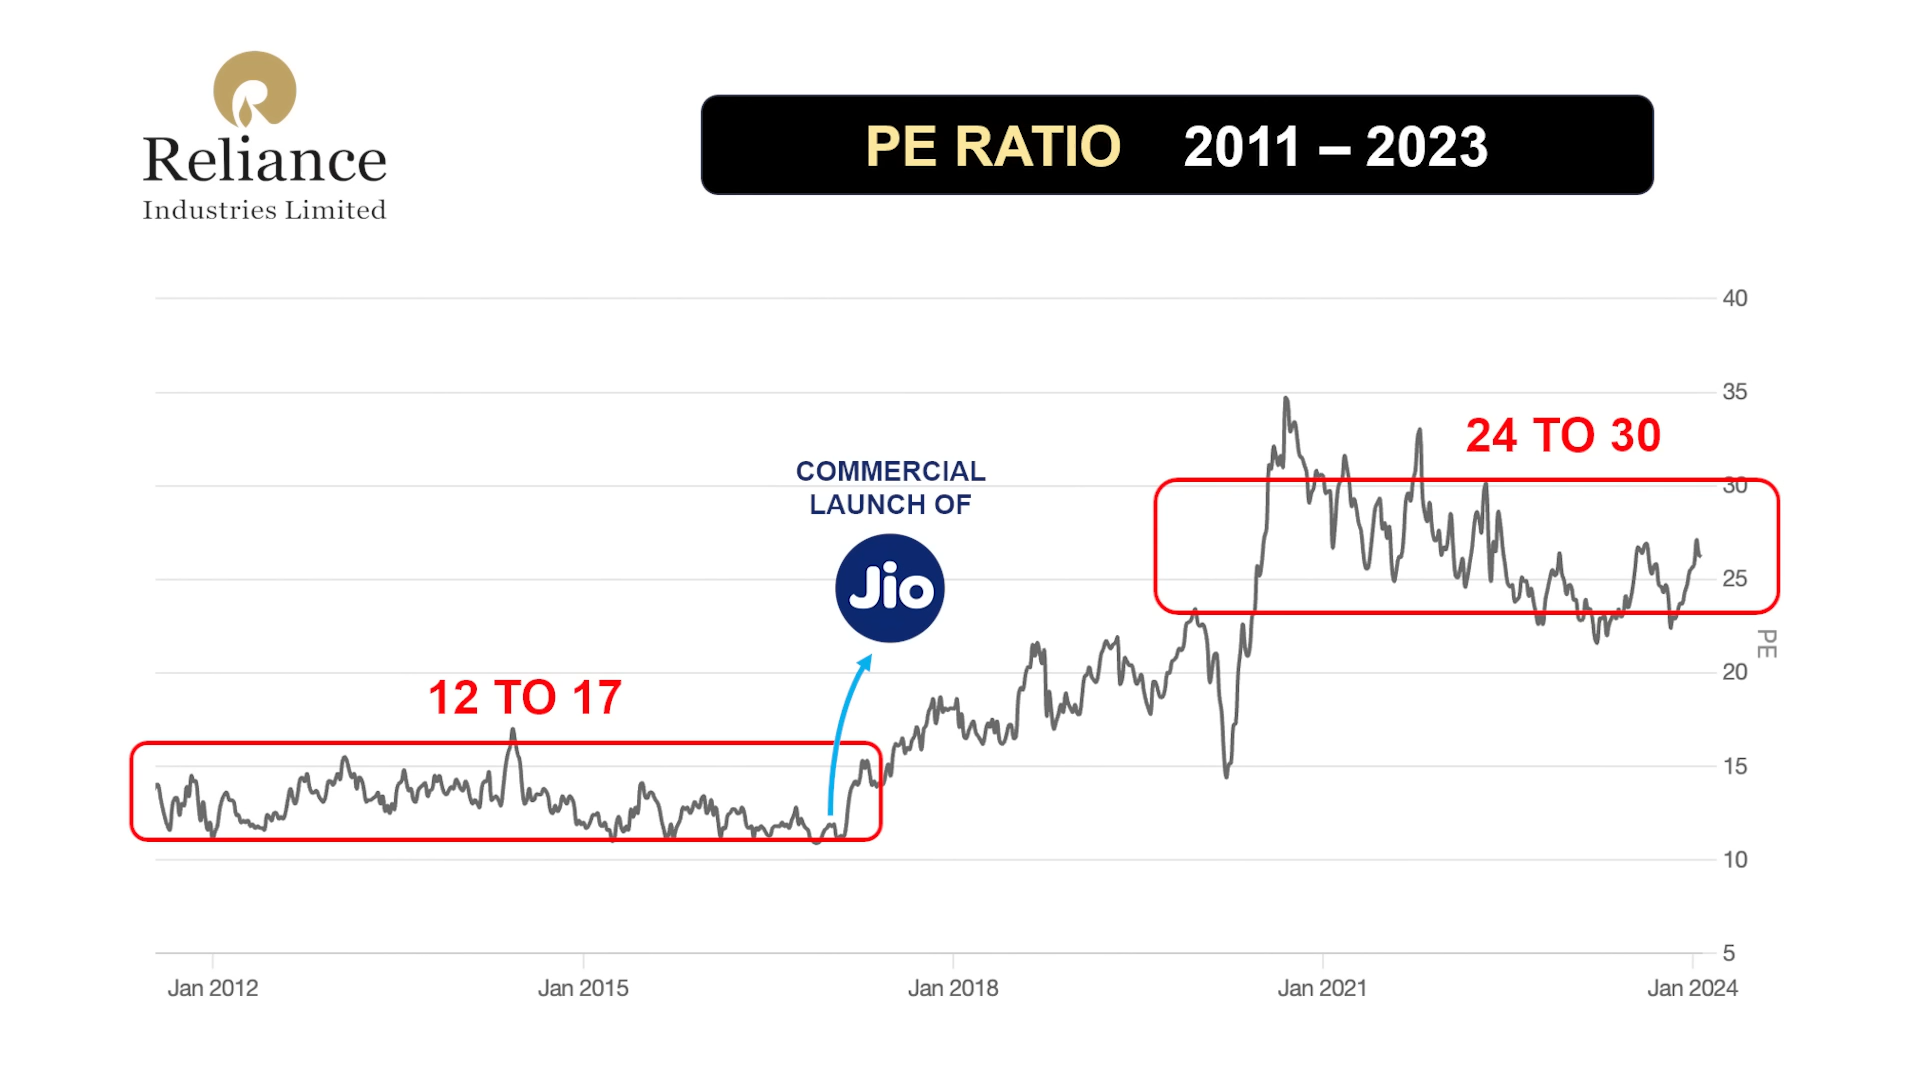 Reliance
Industries Limited
PE RATIO 2011 – 2023
40
35
24 TO 30
COMMERCIAL
LAUNCH OF
30
Jio
25
PE
20
12 TO 17
15
10
5
Jan 2012
Jan 2015
Jan 2018
Jan 2021
Jan 2024